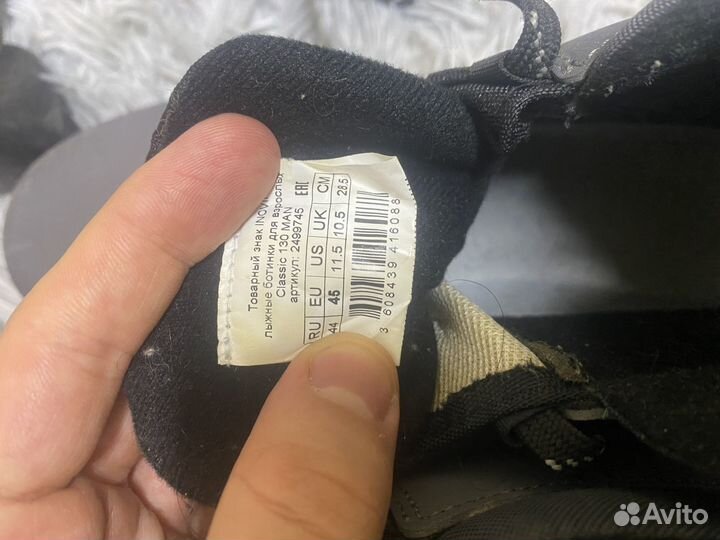 Товарный знак
лыжные ботинки для взрослых
Classic 130 MAN
артикул: 2499745 EAC
RU EU US UK CM
44 45 11.5 10.5 28.5
3 608439 416088
Avito